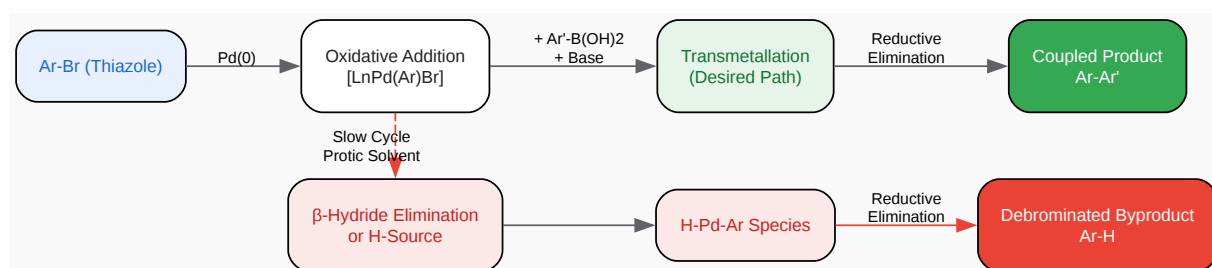 Ar-Br (Thiazole)
Pd(0)
Oxidative Addition
[LnPd(Ar)Br]
+ Ar'-B(OH)2
+ Base
Transmetallation
(Desired Path)
Reductive
Elimination
Coupled Product
Ar-Ar'
Slow Cycle
Protic Solvent
β-Hydride Elimination
or H-Source
H-Pd-Ar Species
Reductive
Elimination
Debrominated Byproduct
Ar-H